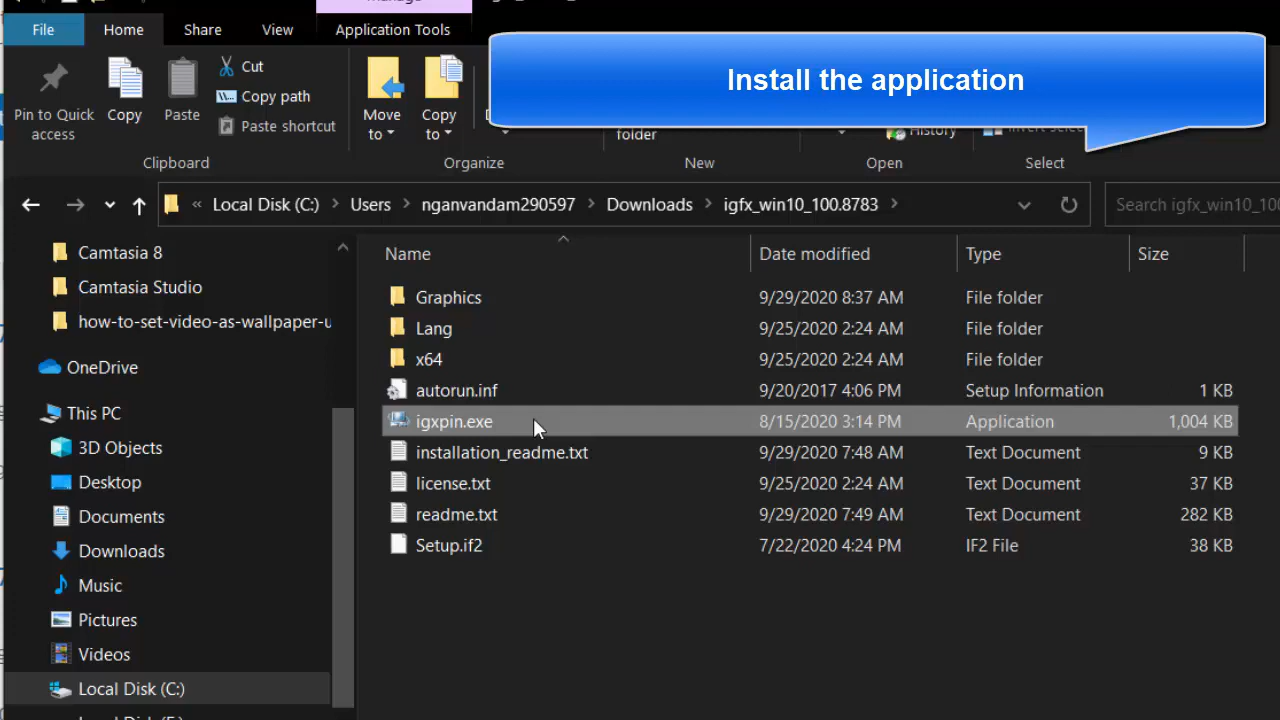 File
Home
Share
View
Application Tools
Install the application
Pin to Quick access
Copy
Paste
Cut
Copy path
Paste shortcut
Move to
Copy to
folder
History
Clipboard
Organize
New
Open
Select
« Local Disk (C:) > Users > nganvandam290597 > Downloads > igfx_win10_100.8783 >
Search igfx_win10_100
Name
Date modified
Type
Size
Camtasia 8
Camtasia Studio
how-to-set-video-as-wallpaper-u
OneDrive
This PC
3D Objects
Desktop
Documents
Downloads
Music
Pictures
Videos
Local Disk (C:)
Graphics 9/29/2020 8:37 AM File folder
Lang 9/25/2020 2:24 AM File folder
x64 9/25/2020 2:24 AM File folder
autorun.inf 9/20/2017 4:06 PM Setup Information 1 KB
igxpin.exe 8/15/2020 3:14 PM Application 1,004 KB
installation_readme.txt 9/29/2020 7:48 AM Text Document 9 KB
license.txt 9/25/2020 2:24 AM Text Document 37 KB
readme.txt 9/29/2020 7:49 AM Text Document 282 KB
Setup.if2 7/22/2020 4:24 PM IF2 File 38 KB